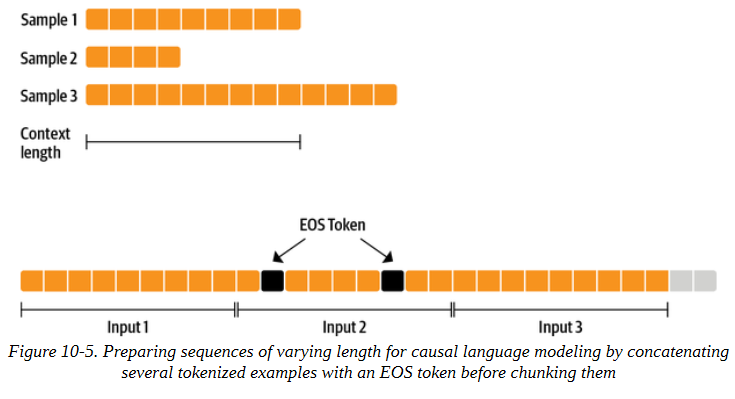 Sample 1
Sample 2
Sample 3
Context
length
EOS Token
Input 1
Input 2
Input 3
Figure 10-5. Preparing sequences of varying length for causal language modeling by concatenating
several tokenized examples with an EOS token before chunking them